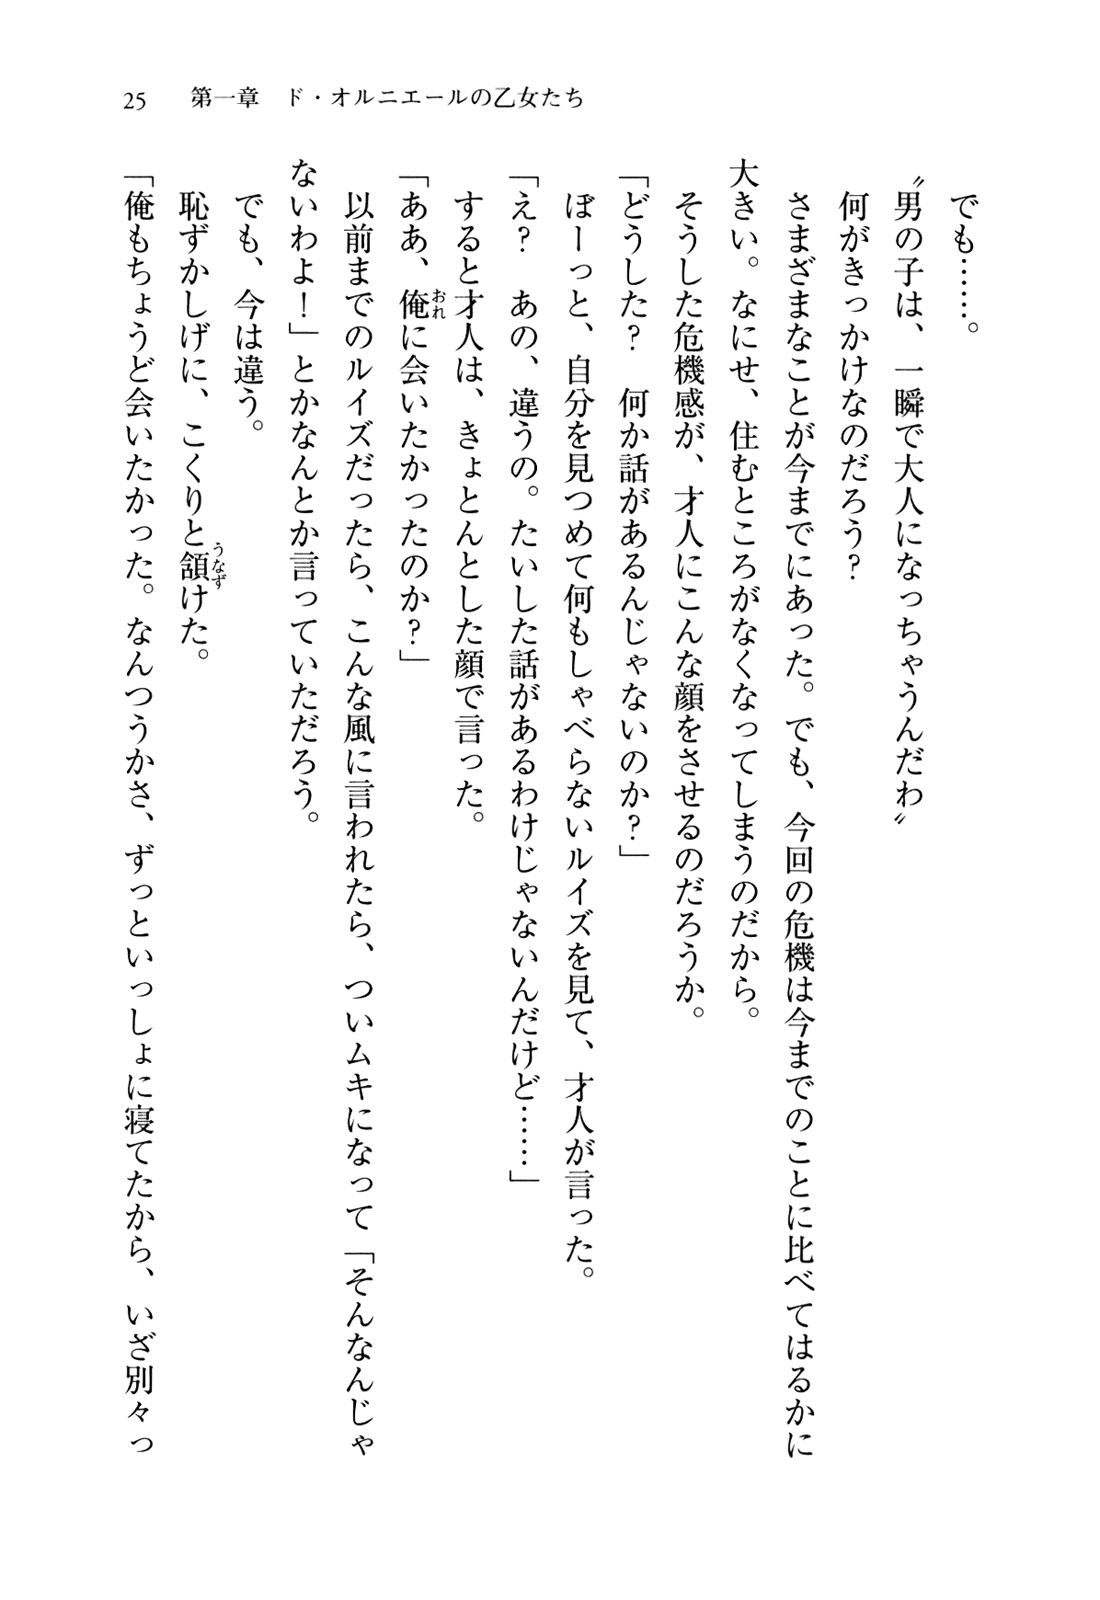 25　第一章　ド・オルニエールの乙女たち
　でも……。
〝男の子は、一瞬で大人になっちゃうんだわ〟
　何がきっかけなのだろう？
　さまざまなことが今までにあった。でも、今回の危機は今までのことに比べてはるかに
大きい。なにせ、住むところがなくなってしまうのだから。
　そうした危機感が、才人にこんな顔をさせるのだろうか。
「どうした？　何か話があるんじゃないのか？」
　ぼーっと、自分を見つめて何もしゃべらないルイズを見て、才人が言った。
「え？　あの、違うの。たいした話があるわけじゃないんだけど……」
　すると才人は、きょとんとした顔で言った。
「ああ、俺おれに会いたかったのか？」
　以前までのルイズだったら、こんな風に言われたら、ついムキになって「そんなんじゃ
ないわよ！」とかなんとか言っていただろう。
　でも、今は違う。
　恥ずかしげに、こくりと頷うなずけた。
「俺もちょうど会いたかった。なんつうかさ、ずっといっしょに寝てたから、いざ別々っ